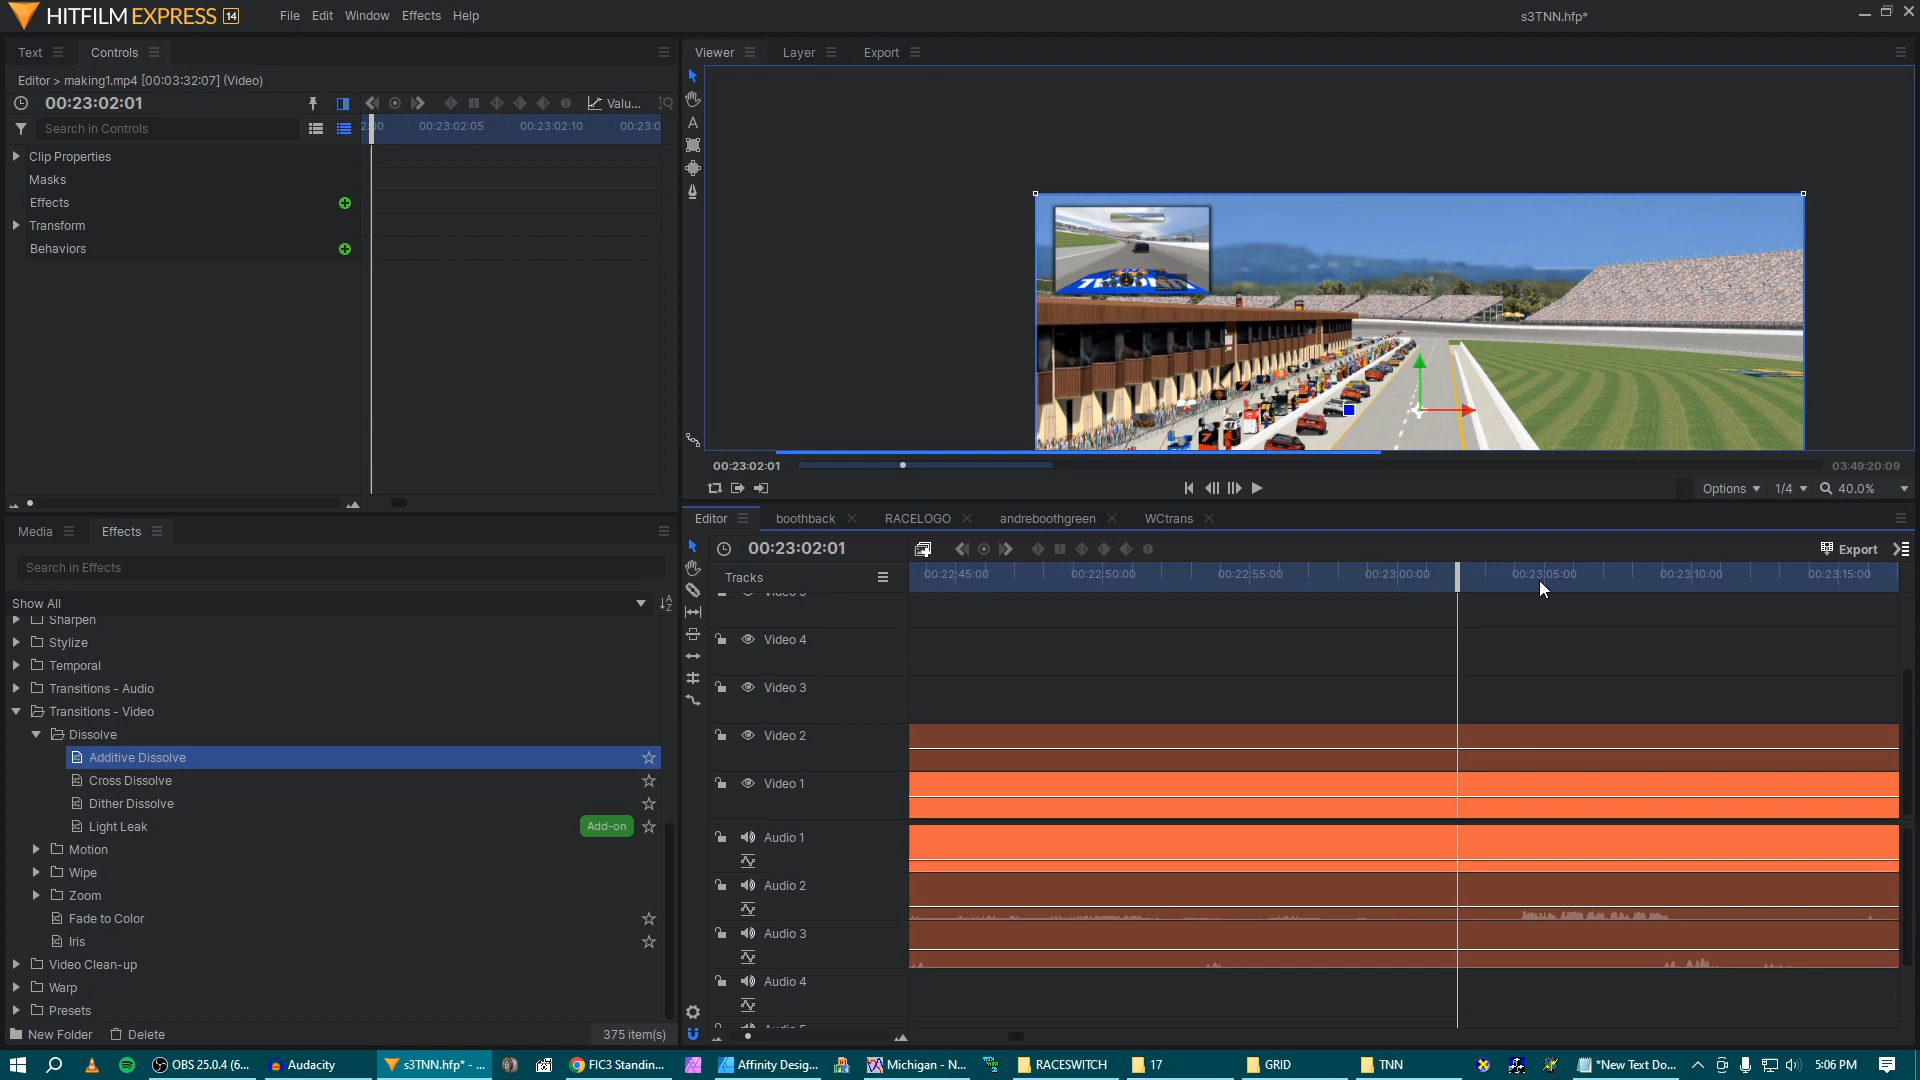 HITFILM EXPRESS 14
File Edit Window Effects Help
s3TNN.hfp*
Text Controls
Editor > making1.mp4 [00:03:32:07] (Video)
00:23:02:01
Valu...
Search in Controls
00:23:02:05 00:23:02:10
Clip Properties
Masks
Effects
Transform
Behaviors
Viewer Layer Export
00:23:02:01
03:49:20:09
Options 1/4 40.0%
Media Effects
Search in Effects
Show All
Sharpen
Stylize
Temporal
Transitions - Audio
Transitions - Video
Dissolve
Additive Dissolve
Cross Dissolve
Dither Dissolve
Light Leak Add-on
Motion
Wipe
Zoom
Fade to Color
Iris
Video Clean-up
Warp
Presets
New Folder Delete 375 item(s)
Editor boothback RACELOGO andreboothgreen WCtrans
00:23:02:01 Export
Tracks 00:22:45:00 00:22:50:00 00:22:55:00 00:23:00:00 00:23:05:00 00:23:10:00 00:23:15:00
Video 4
Video 3
Video 2
Video 1
Audio 1
Audio 2
Audio 3
Audio 4
OBS 25.0.4 (6... Audacity s3TNN.hfp* - ... FIC3 Standin... Affinity Desig... Michigan - N... RACESWITCH 17 GRID TNN *New Text Do... 5:06 PM